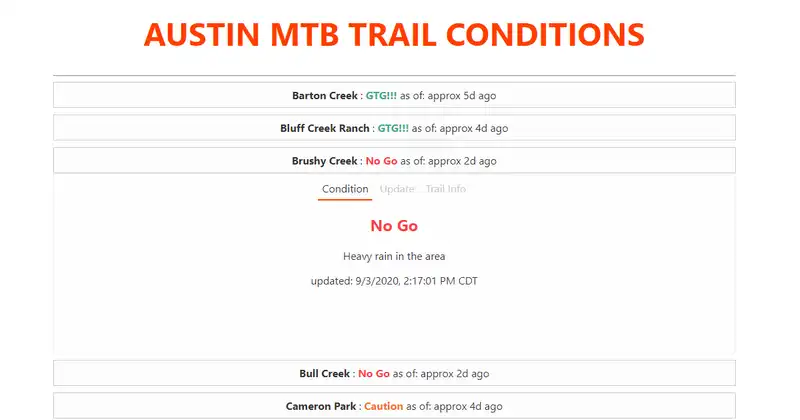 AUSTIN MTB TRAIL CONDITIONS
Barton Creek : GTG!!! as of: approx 5d ago
Bluff Creek Ranch : GTG!!! as of: approx 4d ago
Brushy Creek : No Go as of: approx 2d ago
Condition Update Trail Info
No Go
Heavy rain in the area
updated: 9/3/2020, 2:17:01 PM CDT
Bull Creek : No Go as of: approx 2d ago
Cameron Park : Caution as of: approx 4d ago